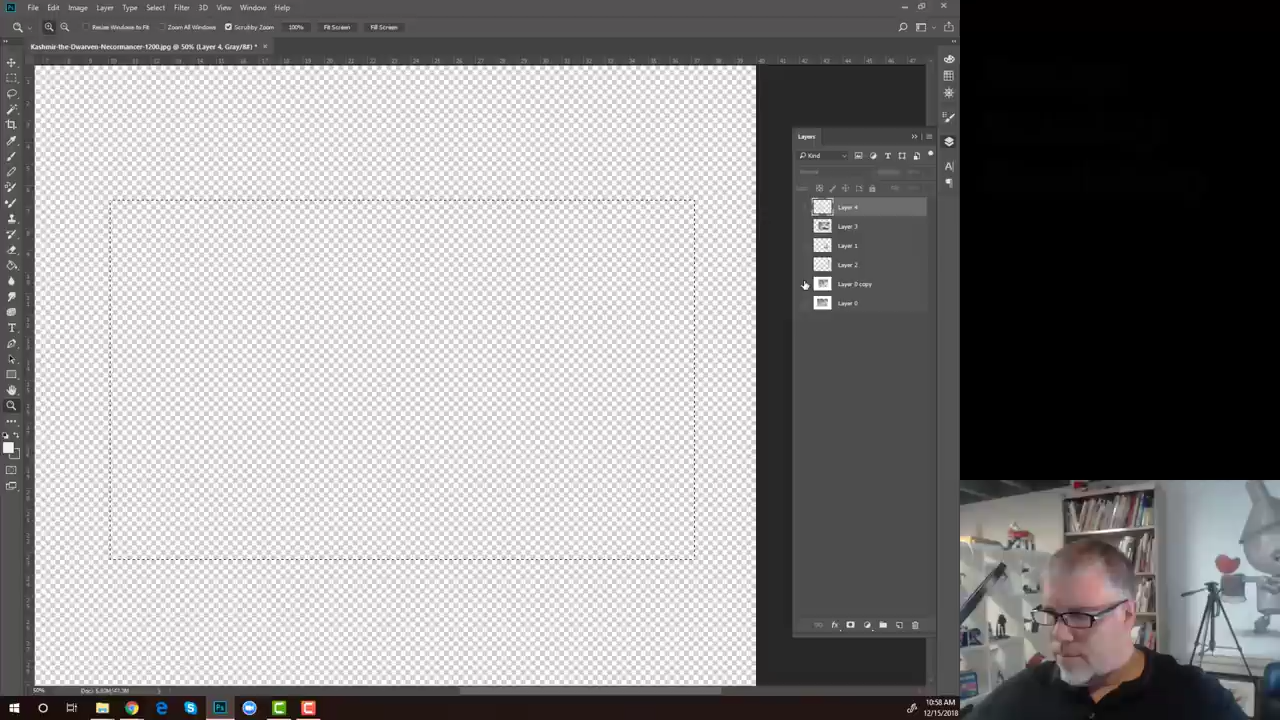 File Edit Image Layer Type Select Filter 3D View Window Help
Resize Windows to Fit Zoom All Windows Scrubby Zoom 100% Fit Screen Fill Screen
Kashmir-the-Dwarven-Necormancer-1200.jpg @ 50% (Layer 4, Gray/8#) *
Layers
Kind
Layer 4
Layer 3
Layer 1
Layer 2
Layer 0 copy
Layer 0
50%
10:58 AM
12/15/2018